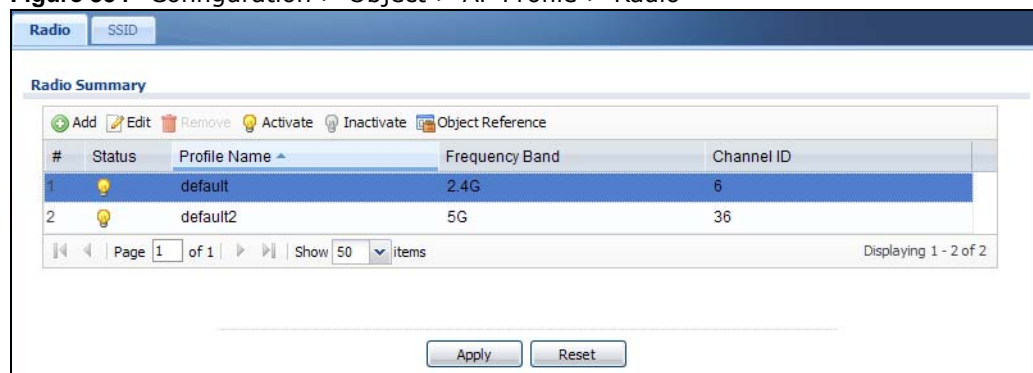 Configuration > Object > AP Profile > Radio
Radio SSID
Radio Summary
Add Edit Remove Activate Inactivate Object Reference
# Status Profile Name Frequency Band Channel ID
1 default 2.4G 6
2 default2 5G 36
Page 1 of 1 Show 50 items Displaying 1 - 2 of 2
Apply Reset